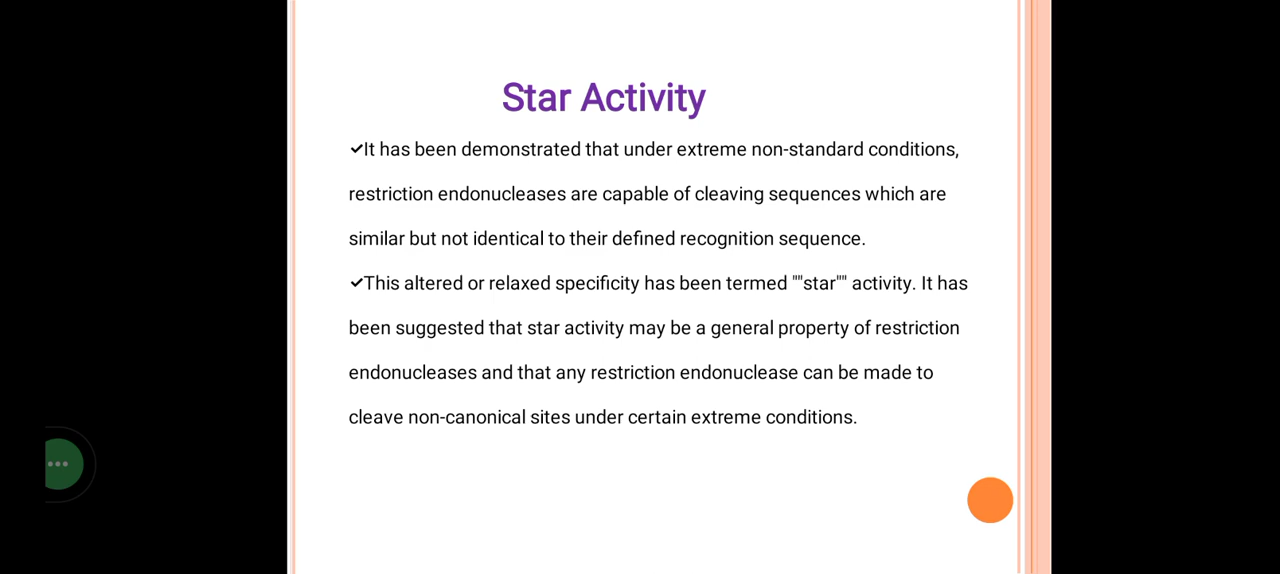 Star Activity
✓It has been demonstrated that under extreme non-standard conditions,
restriction endonucleases are capable of cleaving sequences which are
similar but not identical to their defined recognition sequence.
✓This altered or relaxed specificity has been termed ""star"" activity. It has
been suggested that star activity may be a general property of restriction
endonucleases and that any restriction endonuclease can be made to
cleave non-canonical sites under certain extreme conditions.